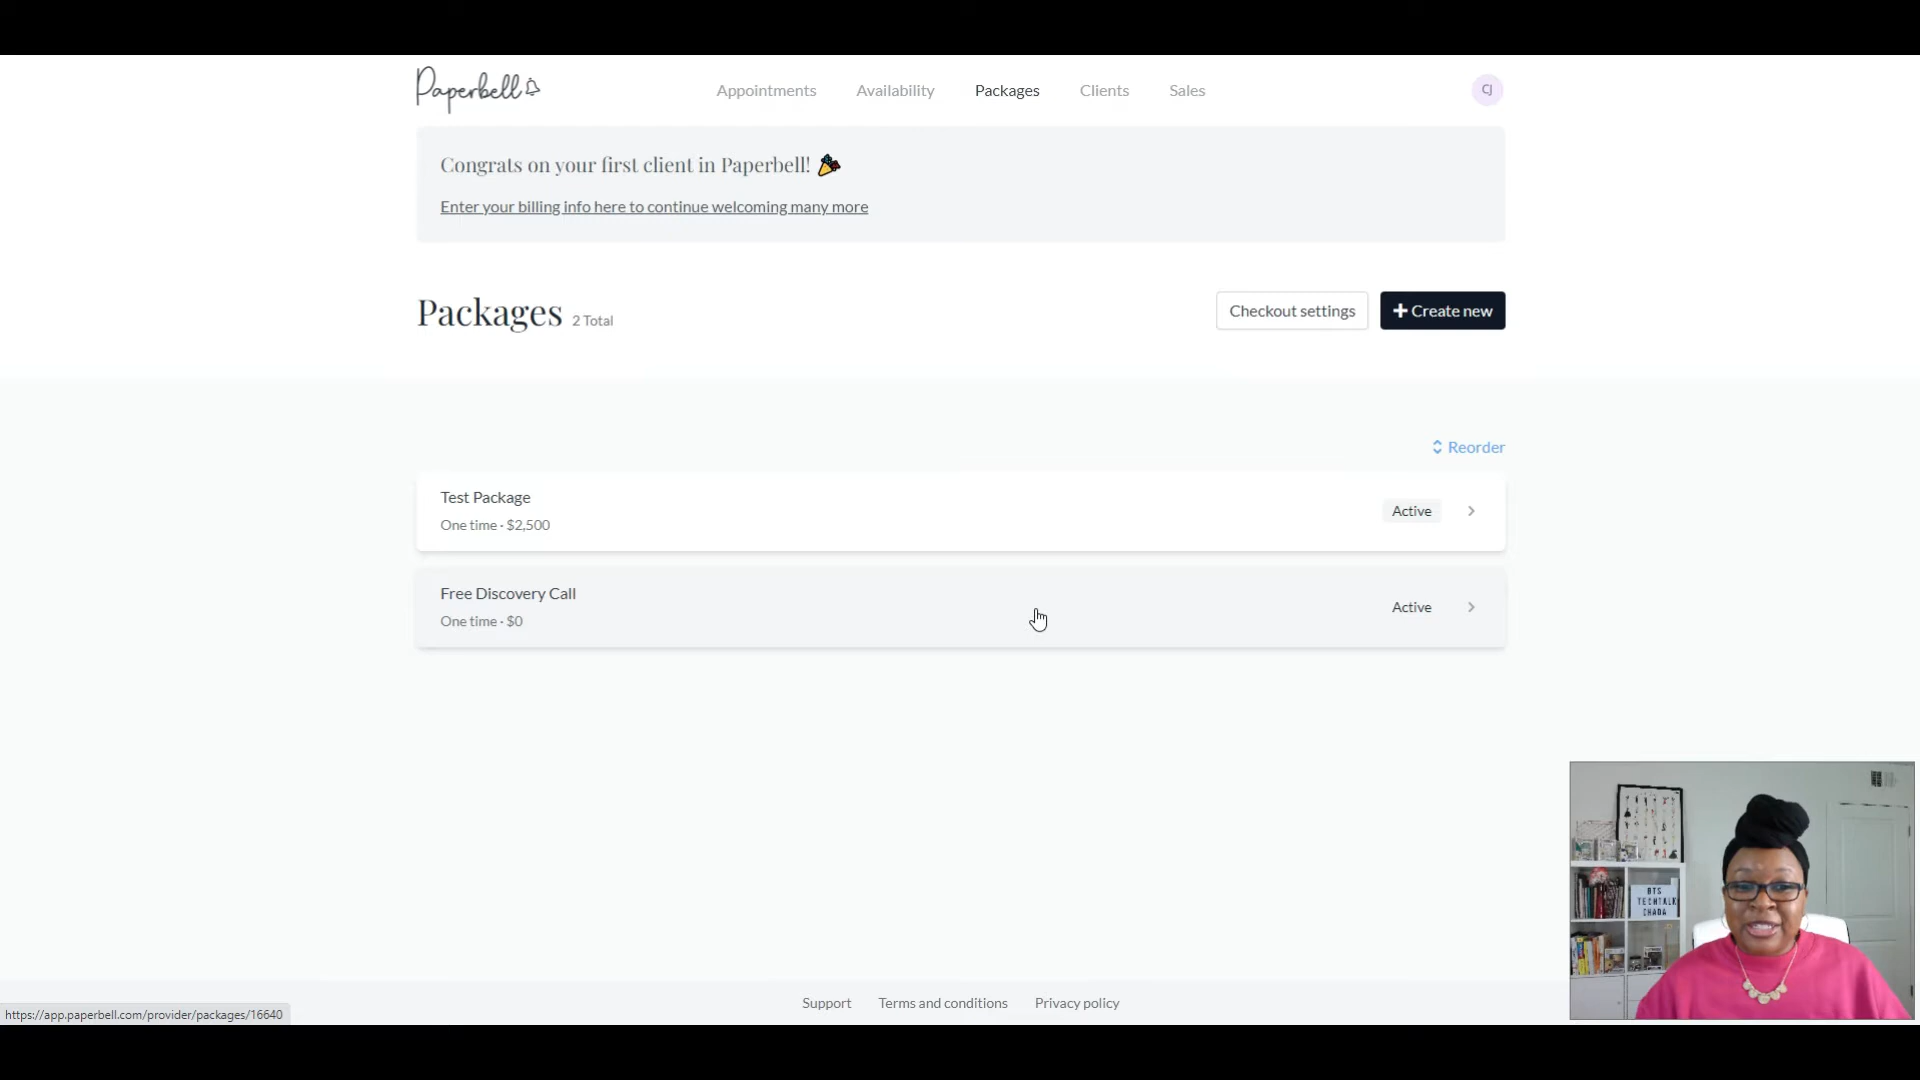 Paperbell
Appointments
Availability
Packages
Clients
Sales
CJ
Congrats on your first client in Paperbell!
Enter your billing info here to continue welcoming many more
Packages 2 Total
Checkout settings
Create new
Reorder
Test Package
One time · $2,500
Active
Free Discovery Call
One time · $0
Active
BTS
TECHTALK
Support
Terms and conditions
Privacy policy
https://app.paperbell.com/provider/packages/16640